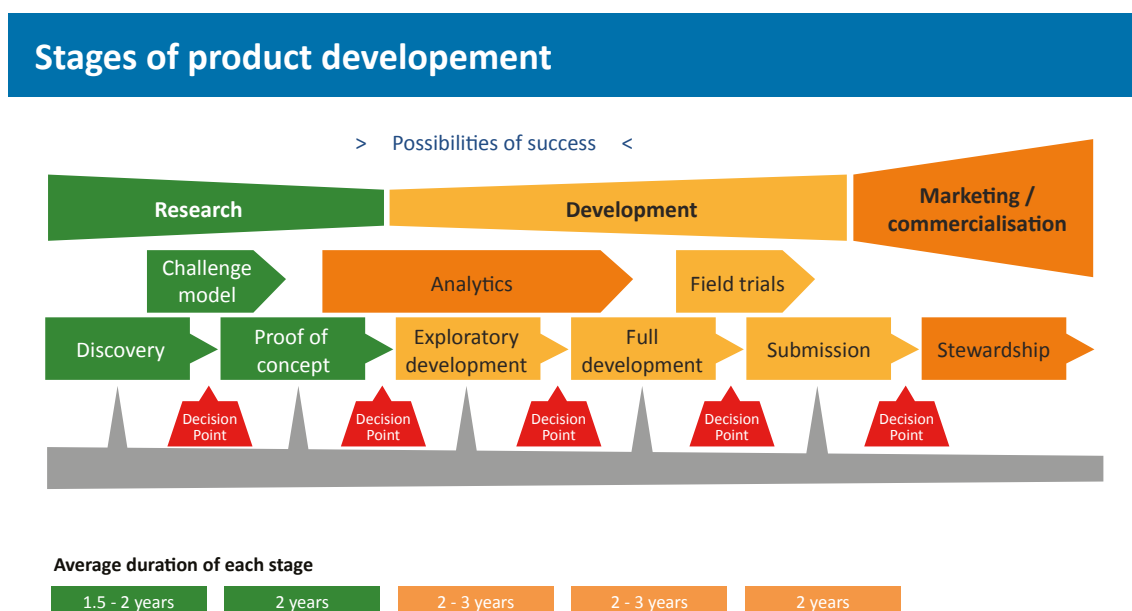 Stages of product developement
> Possibilities of success <
Research
Development
Marketing /
commercialisation
Challenge
model
Analytics
Field trials
Discovery
Proof of
concept
Exploratory
development
Full
development
Submission
Stewardship
Decision
Point
Decision
Point
Decision
Point
Decision
Point
Decision
Point
Average duration of each stage
1.5 - 2 years
2 years
2 - 3 years
2 - 3 years
2 years